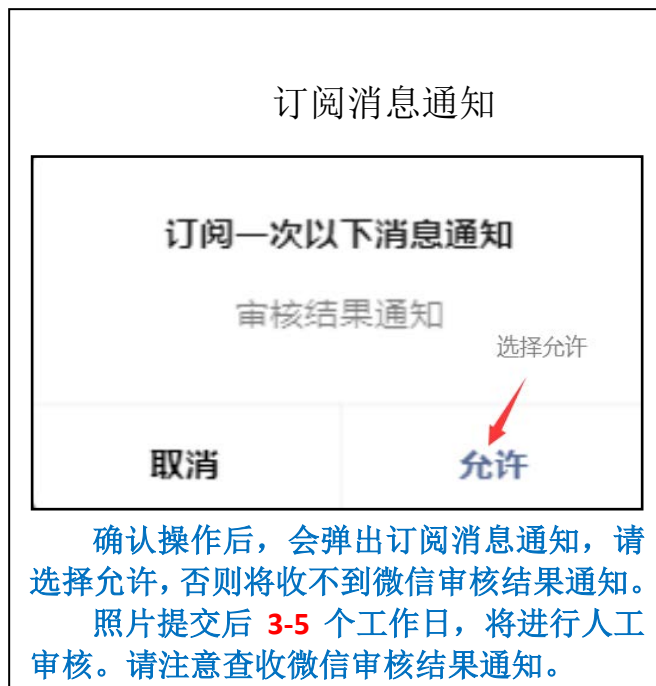 订阅消息通知
订阅一次以下消息通知
审核结果通知
选择允许
取消
允许
确认操作后，会弹出订阅消息通知，请
选择允许，否则将收不到微信审核结果通知。
照片提交后 3-5 个工作日，将进行人工
审核。请注意查收微信审核结果通知。